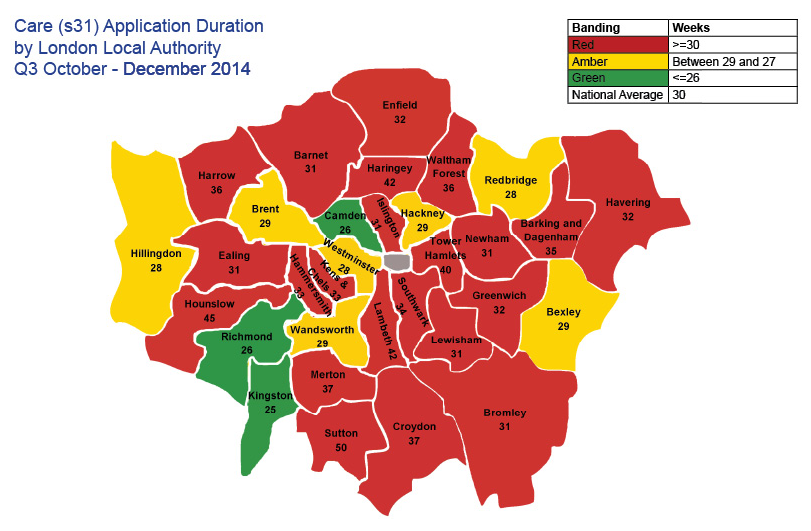 Care (s31) Application Duration
by London Local Authority
Q3 October - December 2014
Banding Weeks
Red >=30
Amber Between 29 and 27
Green <=26
National Average 30
Enfield
32
Barnet
31
Haringey
42
Waltham
Forest
36
Redbridge
28
Havering
32
Harrow
36
Brent
29
Camden
26
Islington
31
Hackney
29
Barking and
Dagenham
35
Newham
31
Tower
Hamlets
40
Hillingdon
28
Ealing
31
Westminster
28
Kens &
Chels 33
Hammersmith
33
Hounslow
45
Southwark
34
Greenwich
32
Bexley
29
Richmond
26
Wandsworth
29
Lambeth 42
Lewisham
31
Merton
37
Kingston
25
Sutton
50
Croydon
37
Bromley
31